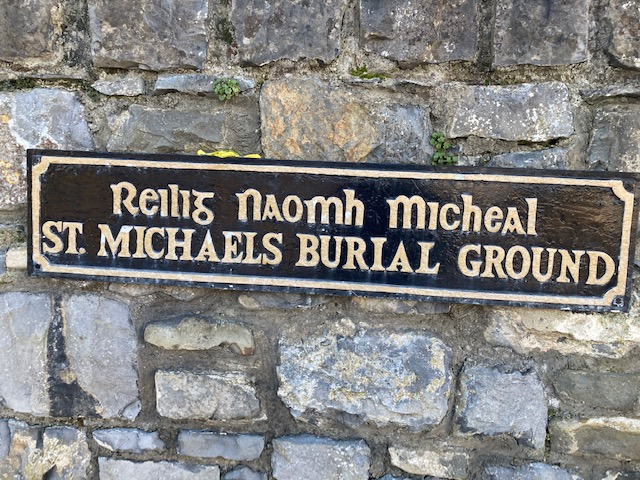 Reilig Naomh Micheal
ST. MICHAELS BURIAL GROUND